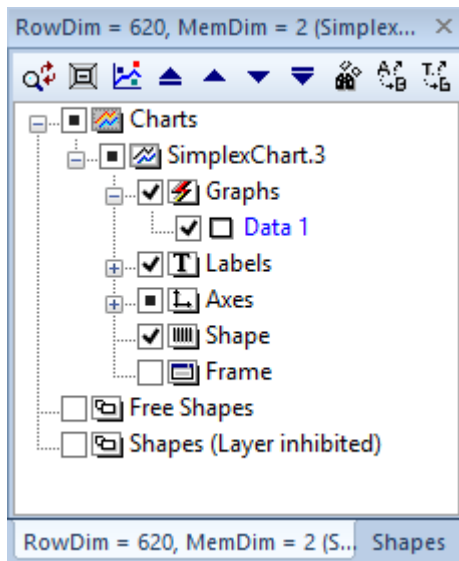 RowDim = 620, MemDim = 2 (Simplex...
Charts
SimplexChart.3
Graphs
Data 1
T Labels
Axes
Shape
Frame
Free Shapes
Shapes (Layer inhibited)
RowDim = 620, MemDim = 2 (S... Shapes